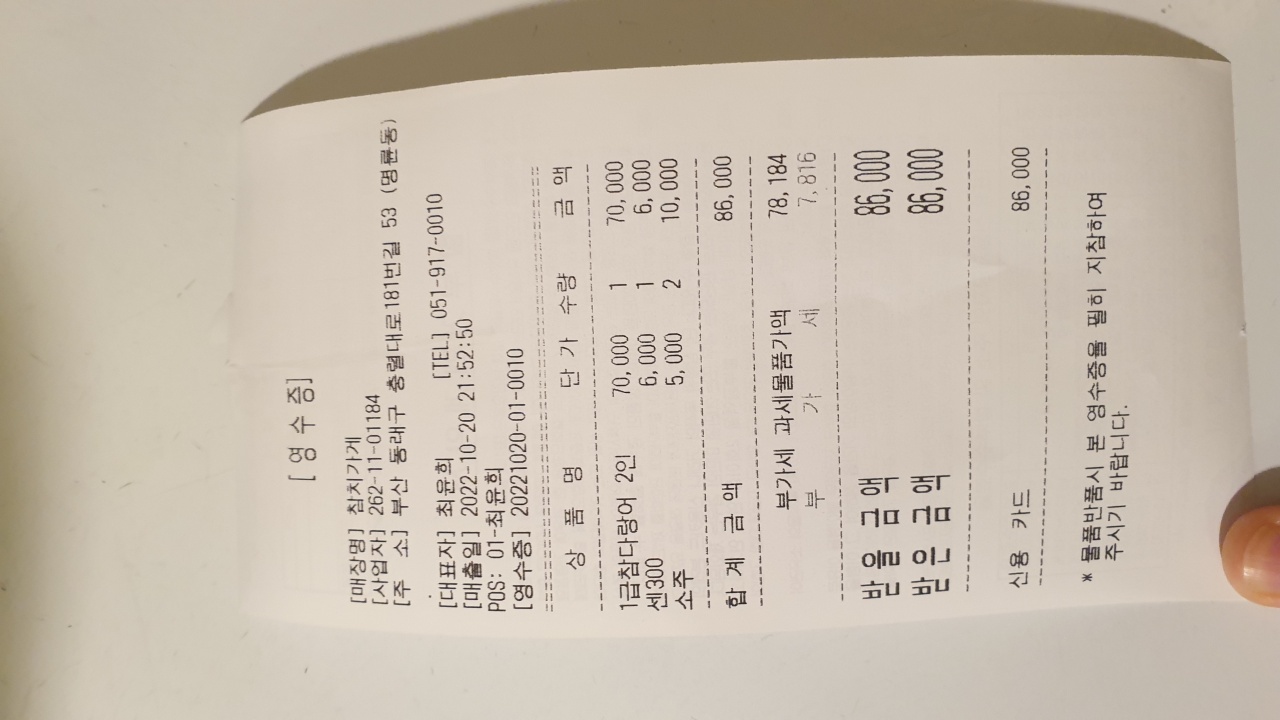 [ 영 수 증]
[매장명] 참치가게
[사업자] 262-11-01184
[주 소] 부산 동래구 충렬대로181번길 53 (명륜동)
[대표자] 최윤희 [TEL] 051-917-0010
[매출일] 2022-10-20 21:52:50
POS: 01-최윤희
[영수증] 20221020-01-0010
상 품 명 단 가 수량 금 액
1급참다랑어 2인 70,000 1 70,000
센300 6,000 1 6,000
소주 5,000 2 10,000
합 계 금 액 86,000
부가세 과세물품가액 78,184
부 가 세 7,816
받 을 금 액 86,000
받 은 금 액 86,000
신용 카드 86,000
* 물품반품시 본 영수증을 필히 지참하여
주시기 바랍니다.